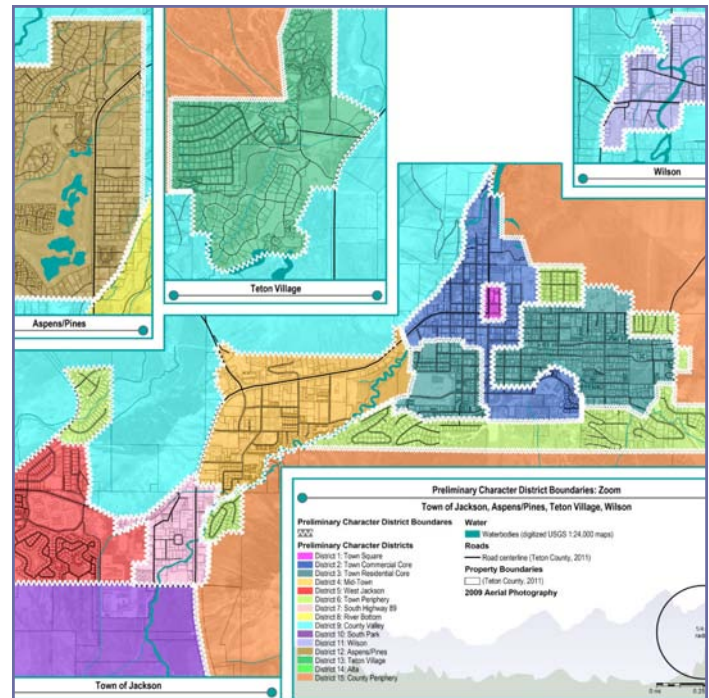 Aspens/Pines
Teton Village
Wilson
Town of Jackson
Preliminary Character District Boundaries: Zoom
Town of Jackson, Aspens/Pines, Teton Village, Wilson
Preliminary Character District Boundares
Preliminary Character Districts
District 1: Town Square
District 2: Town Commercial Core
District 3: Town Residential Core
District 4: Mid-Town
District 5: West Jackson
District 6: Town Periphery
District 7: South Highway 89
District 8: River Bottom
District 9: County Valley
District 10: South Park
District 11: Wilson
District 12: Aspens/Pines
District 13: Teton Village
District 14: Alta
District 15: County Periphery
Water
Waterbodies (digitized USGS 1:24,000 maps)
Roads
Road centerline (Teton County, 2011)
Property Boundaries
(Teton County, 2011)
2009 Aerial Photography
0 mi
0.25